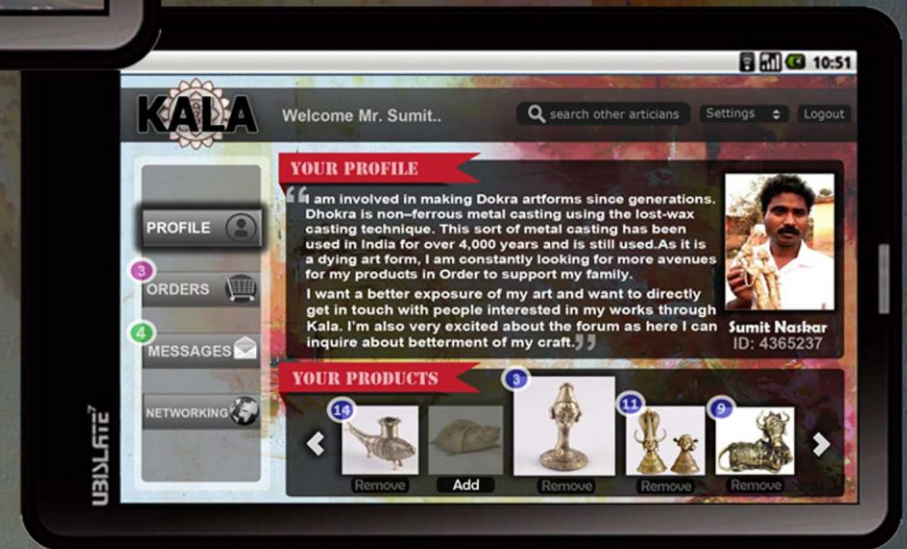 10:51
KALA
Welcome Mr. Sumit..
search other articians
Settings
Logout
PROFILE
3
ORDERS
4
MESSAGES
NETWORKING
YOUR PROFILE
I am involved in making Dokra artforms since generations.
Dhokra is non–ferrous metal casting using the lost-wax
casting technique. This sort of metal casting has been
used in India for over 4,000 years and is still used.As it is
a dying art form, I am constantly looking for more avenues
for my products in Order to support my family.
I want a better exposure of my art and want to directly
get in touch with people interested in my works through
Kala. I'm also very excited about the forum as here I can
inquire about betterment of my craft.
Sumit Naskar
ID: 4365237
YOUR PRODUCTS
14
3
11
9
Remove
Add
Remove
Remove
Remove
UBISLATE7